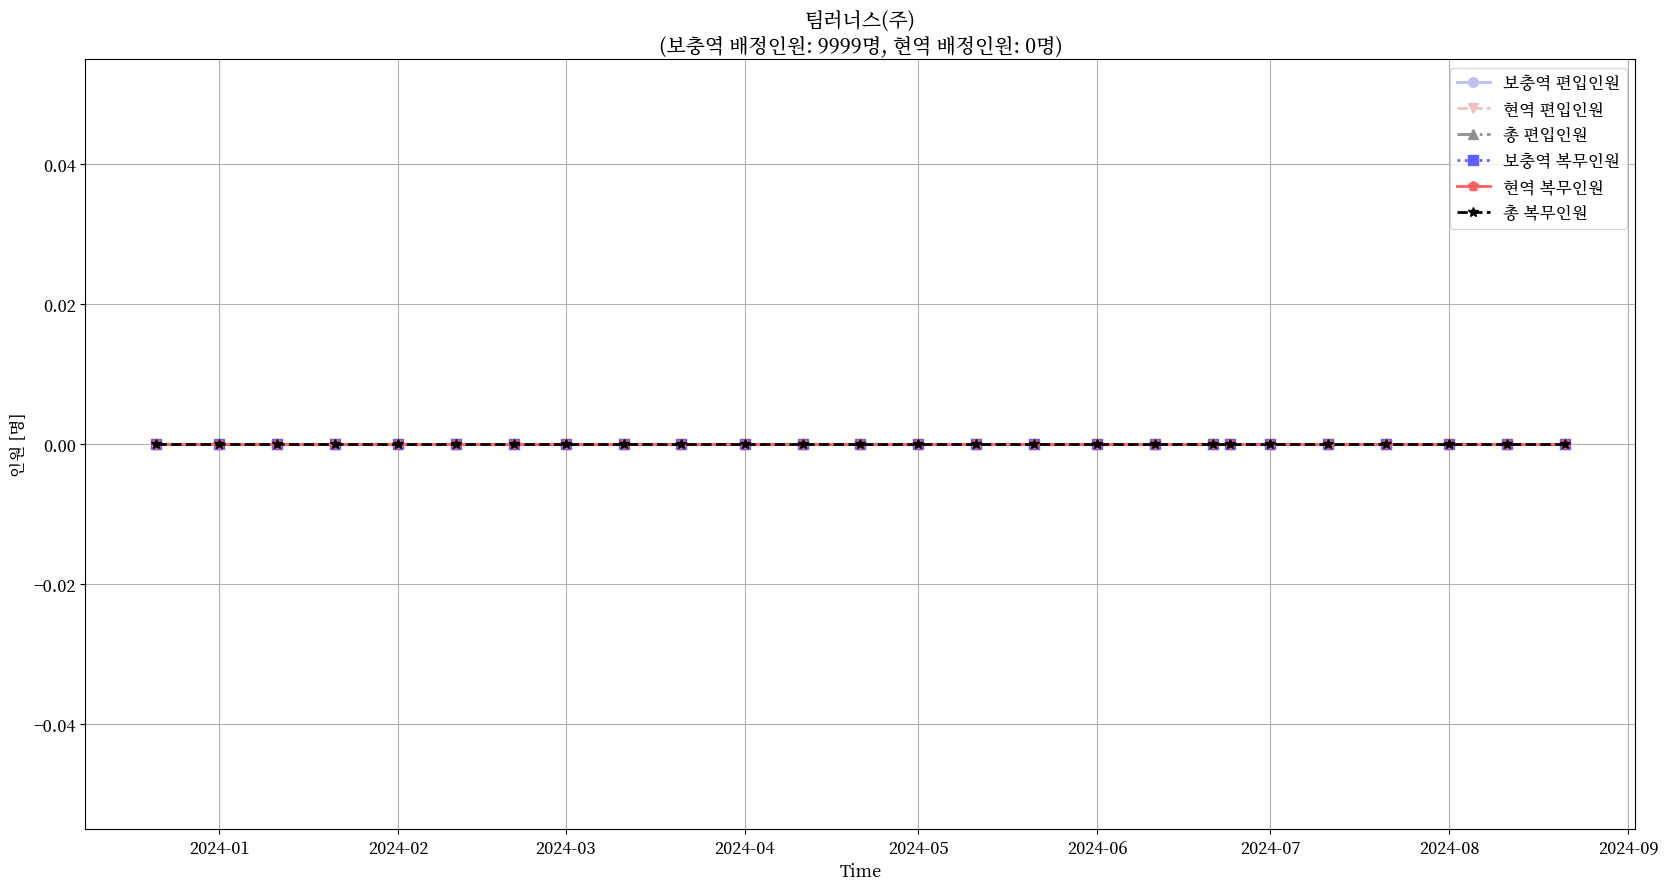 팀러너스(주)
(보충역 배정인원: 9999명, 현역 배정인원: 0명)
보충역 편입인원
현역 편입인원
총 편입인원
보충역 복무인원
현역 복무인원
총 복무인원
0.04
0.02
0.00
−0.02
−0.04
인원 [명]
2024-01
2024-02
2024-03
2024-04
2024-05
2024-06
2024-07
2024-08
2024-09
Time